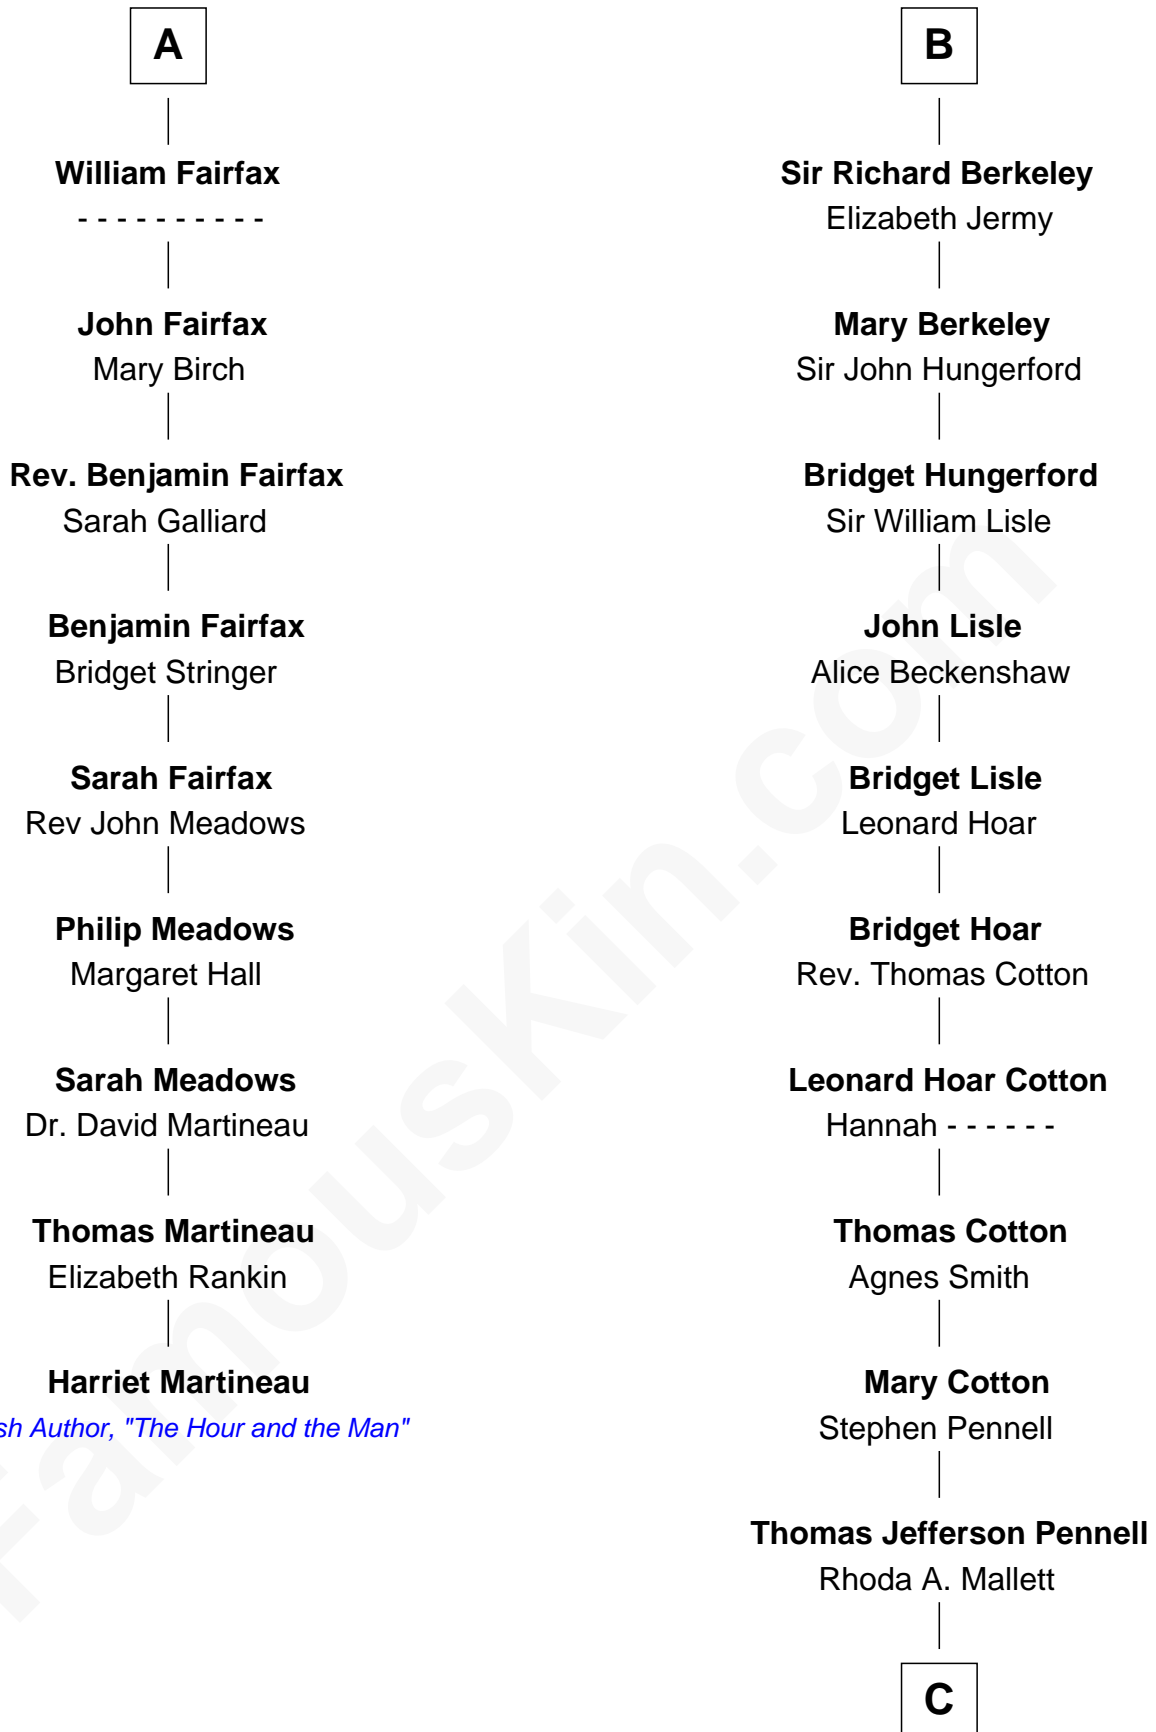 A
William Fairfax
- - - - - - - - - -
John Fairfax
Mary Birch
Rev. Benjamin Fairfax
Sarah Galliard
Benjamin Fairfax
Bridget Stringer
Sarah Fairfax
Rev John Meadows
Philip Meadows
Margaret Hall
Sarah Meadows
Dr. David Martineau
Thomas Martineau
Elizabeth Rankin
Harriet Martineau
sh Author, "The Hour and the Man"
B
Sir Richard Berkeley
Elizabeth Jermy
Mary Berkeley
Sir John Hungerford
Bridget Hungerford
Sir William Lisle
John Lisle
Alice Beckenshaw
Bridget Lisle
Leonard Hoar
Bridget Hoar
Rev. Thomas Cotton
Leonard Hoar Cotton
Hannah - - - - - -
Thomas Cotton
Agnes Smith
Mary Cotton
Stephen Pennell
Thomas Jefferson Pennell
Rhoda A. Mallett
C
FamousKin.com